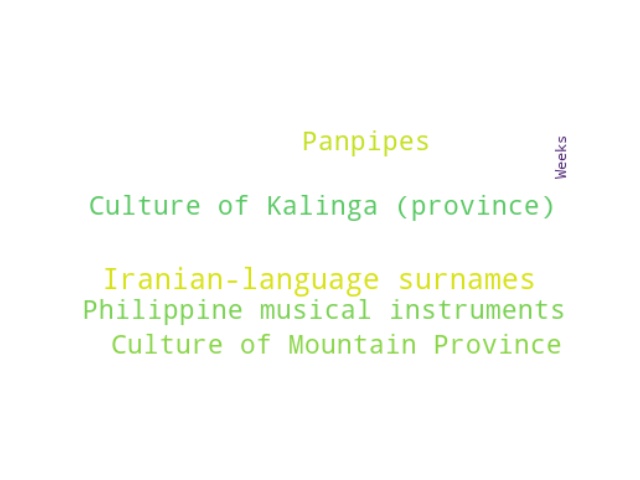 Panpipes
Weeks
Culture of Kalinga (province)
Iranian-language surnames
Philippine musical instruments
Culture of Mountain Province